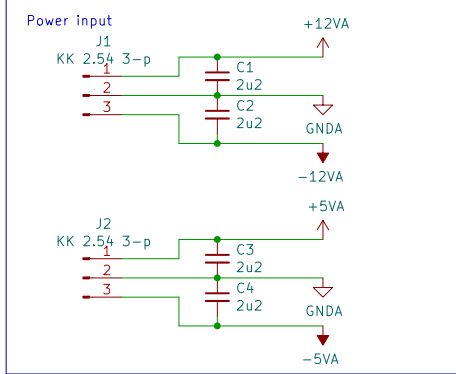 Power input
+12VA
J1
KK 2.54 3-p
1
C1
2u2
2
C2
2u2
3
GNDA
-12VA
+5VA
J2
KK 2.54 3-p
1
C3
2u2
2
C4
2u2
3
GNDA
-5VA